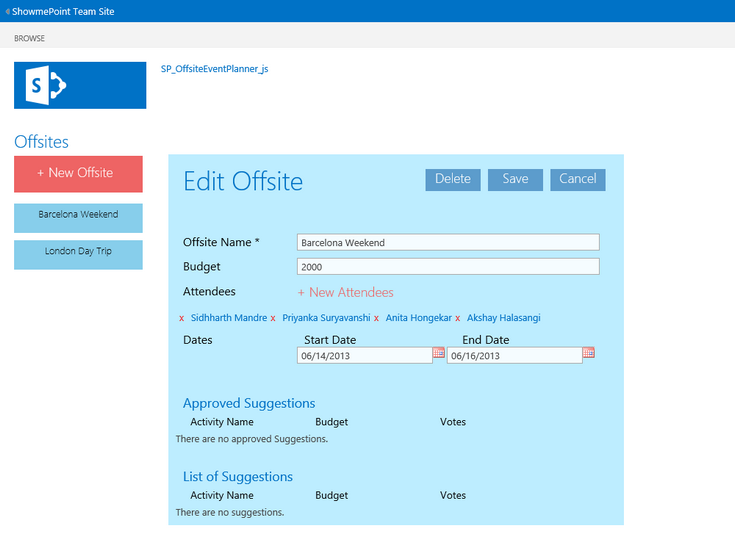 ShowmePoint Team Site
BROWSE
S
SP_OffsiteEventPlanner_js
Offsites
+ New Offsite
Barcelona Weekend
London Day Trip
Edit Offsite
Delete Save Cancel
Offsite Name * Barcelona Weekend
Budget 2000
Attendees + New Attendees
x Sidhharth Mandre x Priyanka Suryavanshi x Anita Hongekar x Akshay Halasangi
Dates Start Date End Date
06/14/2013 06/16/2013
Approved Suggestions
Activity Name Budget Votes
There are no approved Suggestions.
List of Suggestions
Activity Name Budget Votes
There are no suggestions.